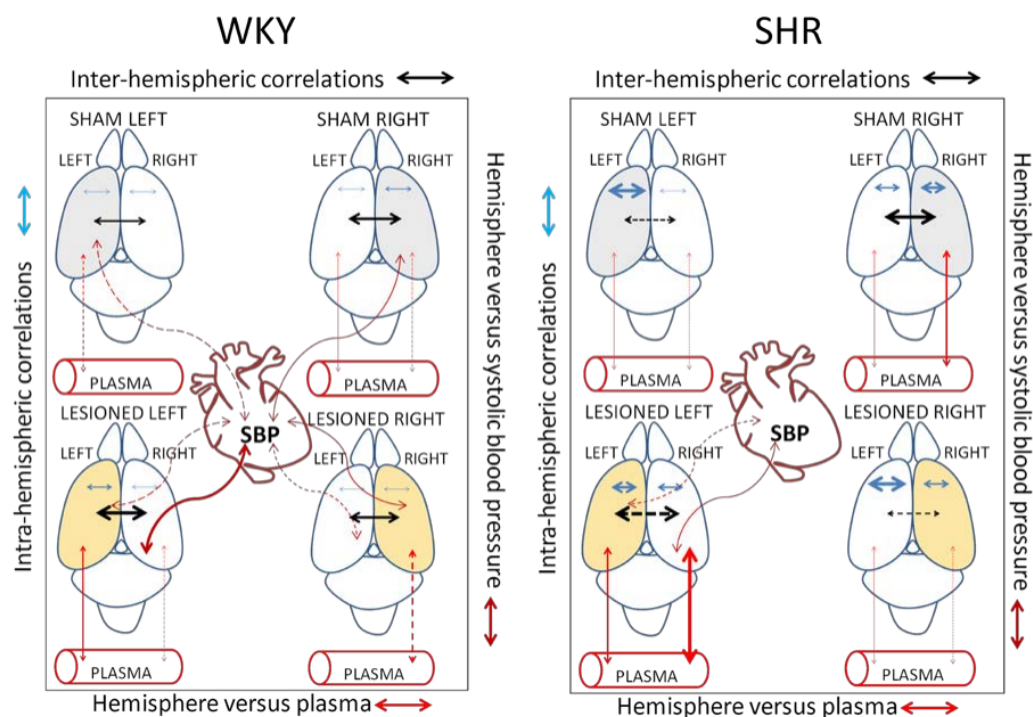 WKY
Inter-hemispheric correlations
SHAM LEFT
SHAM RIGHT
LEFT
RIGHT
LEFT
RIGHT
PLASMA
PLASMA
SBP
LESIONED LEFT
LESIONED RIGHT
LEFT
RIGHT
LEFT
RIGHT
PLASMA
PLASMA
Intra-hemispheric correlations
Hemisphere versus systolic blood pressure
Hemisphere versus plasma
SHR
Inter-hemispheric correlations
SHAM LEFT
SHAM RIGHT
LEFT
RIGHT
LEFT
RIGHT
PLASMA
PLASMA
SBP
LESIONED LEFT
LESIONED RIGHT
LEFT
RIGHT
LEFT
RIGHT
PLASMA
PLASMA
Intra-hemispheric correlations
Hemisphere versus systolic blood pressure
Hemisphere versus plasma